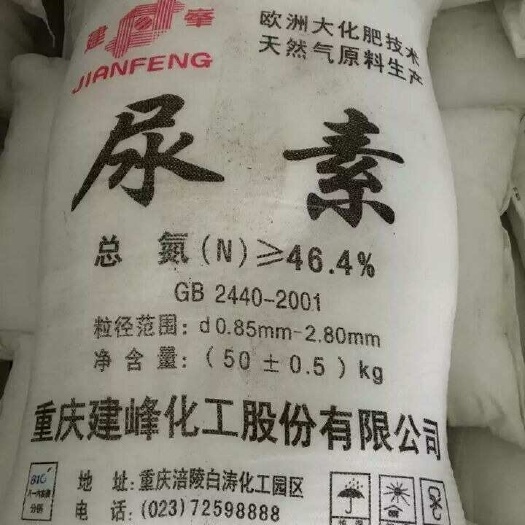 建峰
JIANFENG
欧洲大化肥技术
天然气原料生产
尿素
总 氮(N)≥46.4%
GB 2440-2001
粒径范围:d0.85mm-2.80mm
净含量:(50±0.5)kg
重庆建峰化工股份有限公司
地 址:重庆涪陵白涛化工园区
电 话:(023)72598888